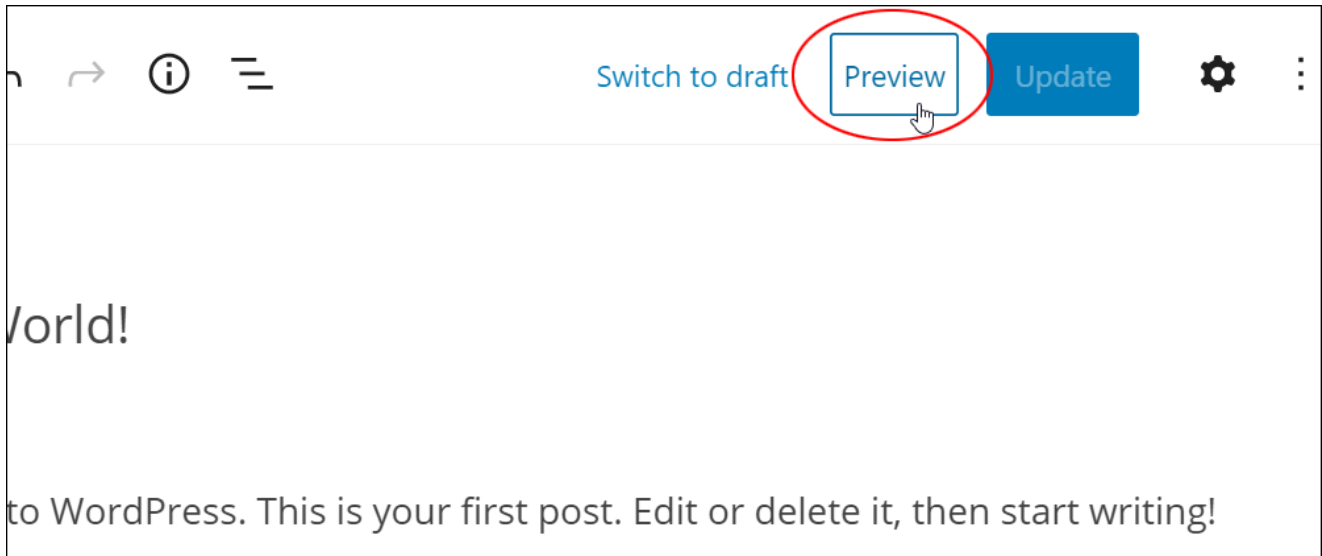 Switch to draft Preview Update
World!
to WordPress. This is your first post. Edit or delete it, then start writing!